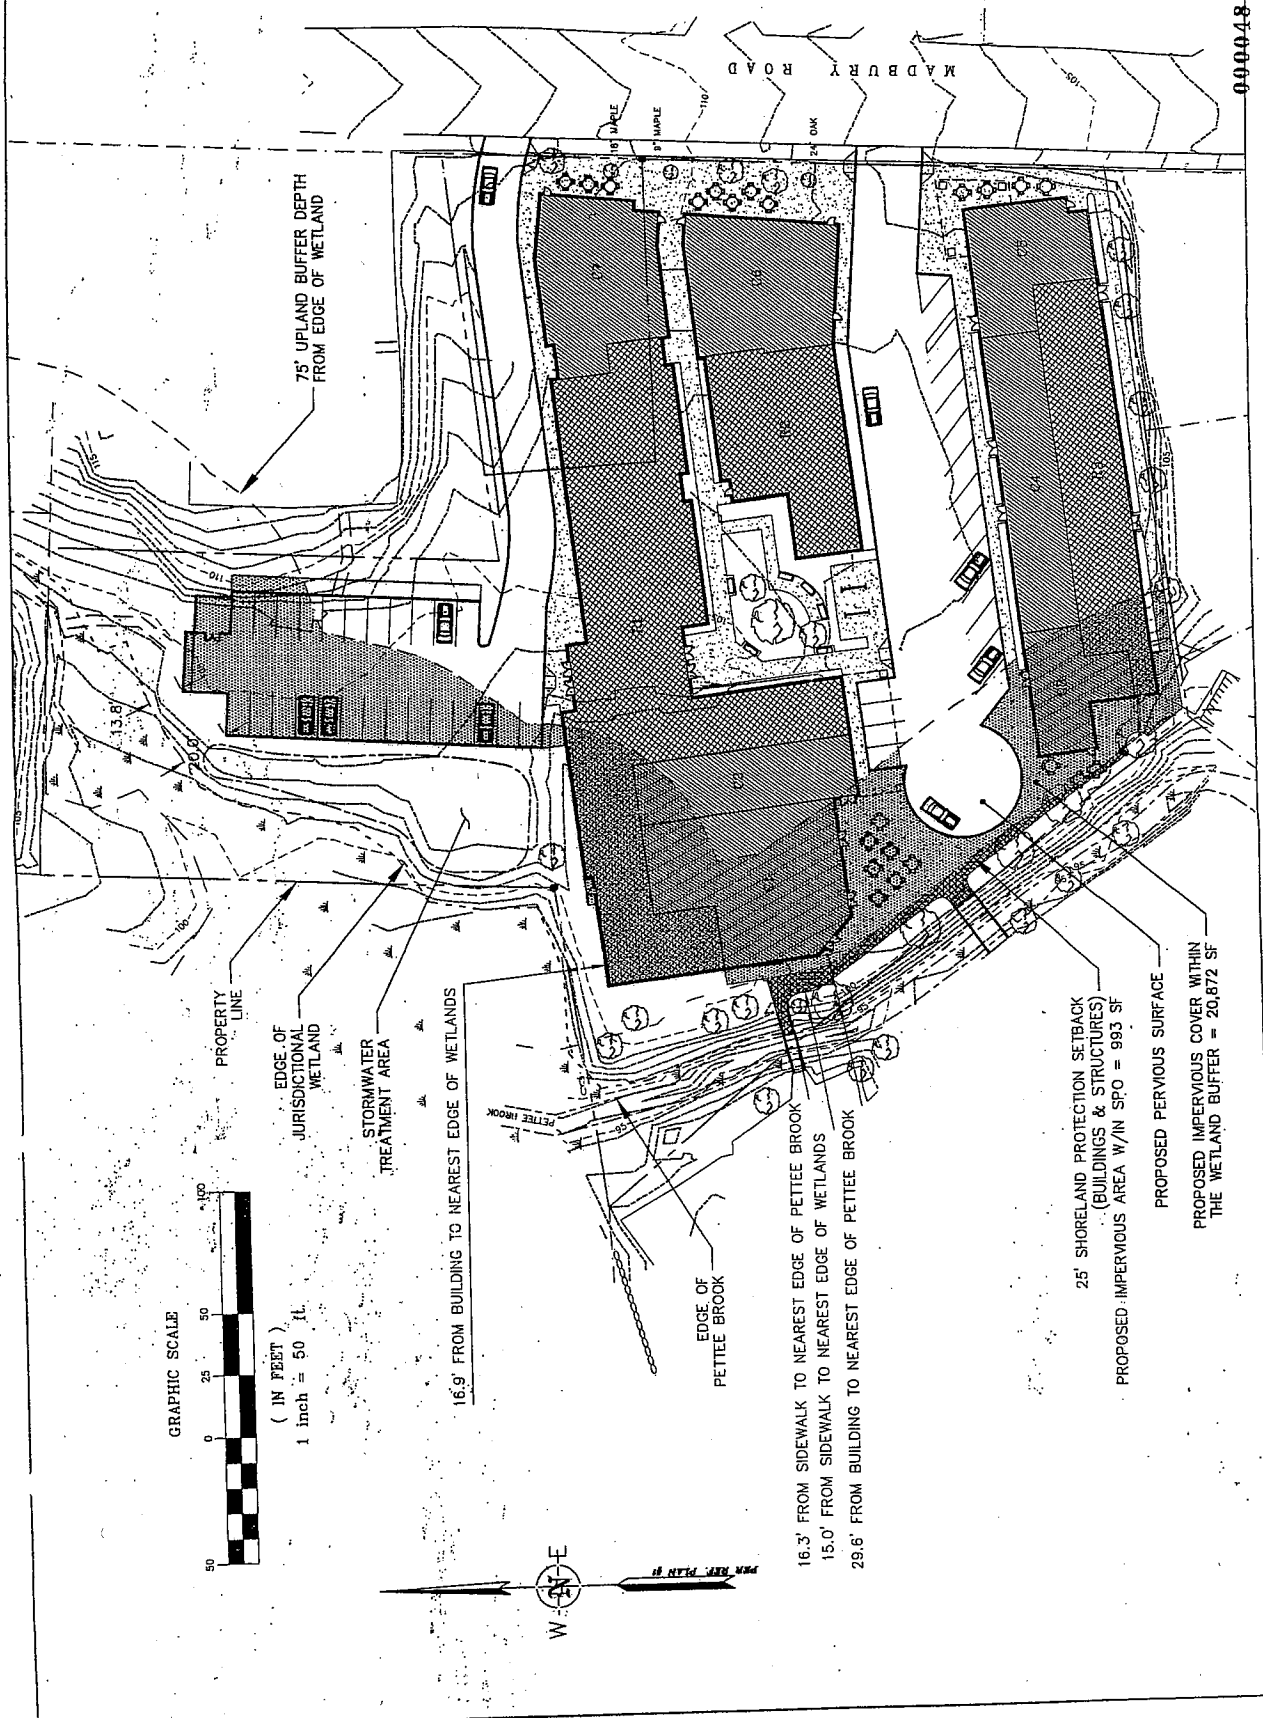 000048
MADBURY ROAD
18" MAPLE
9" MAPLE
24" OAK
110
105
75' UPLAND BUFFER DEPTH
FROM EDGE OF WETLAND
110
13.8'
20.0'
100
105
95
95
PROPERTY
LINE
EDGE OF
JURISDICTIONAL
WETLAND
STORMWATER
TREATMENT AREA
16.9' FROM BUILDING TO NEAREST EDGE OF WETLANDS
PETTEE BROOK
EDGE OF
PETTEE BROOK
GRAPHIC SCALE
50 0 25 50 100
( IN FEET )
1 inch = 50 ft.
W N E
PER REF. PLAN #1
16.3' FROM SIDEWALK TO NEAREST EDGE OF PETTEE BROOK
15.0' FROM SIDEWALK TO NEAREST EDGE OF WETLANDS
29.6' FROM BUILDING TO NEAREST EDGE OF PETTEE BROOK
25' SHORELAND PROTECTION SETBACK
(BUILDINGS & STRUCTURES)
PROPOSED IMPERVIOUS AREA W/IN SPO = 993 SF
PROPOSED PERVIOUS SURFACE
PROPOSED IMPERVIOUS COVER WITHIN
THE WETLAND BUFFER = 20,872 SF